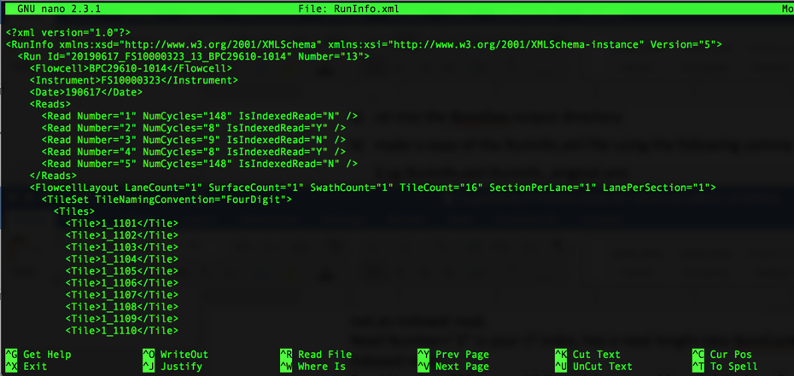 GNU nano 2.3.1 File: RunInfo.xml Mo
<?xml version="1.0"?>
<RunInfo xmlns:xsd="http://www.w3.org/2001/XMLSchema" xmlns:xsi="http://www.w3.org/2001/XMLSchema-instance" Version="5">
<Run Id="20190617_FS10000323_13_BPC29610-1014" Number="13">
<Flowcell>BPC29610-1014</Flowcell>
<Instrument>FS10000323</Instrument>
<Date>190617</Date>
<Reads>
<Read Number="1" NumCycles="148" IsIndexedRead="N" />
<Read Number="2" NumCycles="8" IsIndexedRead="Y" />
<Read Number="3" NumCycles="9" IsIndexedRead="N" />
<Read Number="4" NumCycles="8" IsIndexedRead="Y" />
<Read Number="5" NumCycles="148" IsIndexedRead="N" />
</Reads>
<FlowcellLayout LaneCount="1" SurfaceCount="1" SwathCount="1" TileCount="16" SectionPerLane="1" LanePerSection="1">
<TileSet TileNamingConvention="FourDigit">
<Tiles>
<Tile>1_1101</Tile>
<Tile>1_1102</Tile>
<Tile>1_1103</Tile>
<Tile>1_1104</Tile>
<Tile>1_1105</Tile>
<Tile>1_1106</Tile>
<Tile>1_1107</Tile>
<Tile>1_1108</Tile>
<Tile>1_1109</Tile>
<Tile>1_1110</Tile>
^G Get Help ^O WriteOut ^R Read File ^Y Prev Page ^K Cut Text ^C Cur Pos
^X Exit ^J Justify ^W Where Is ^V Next Page ^U UnCut Text ^T To Spell